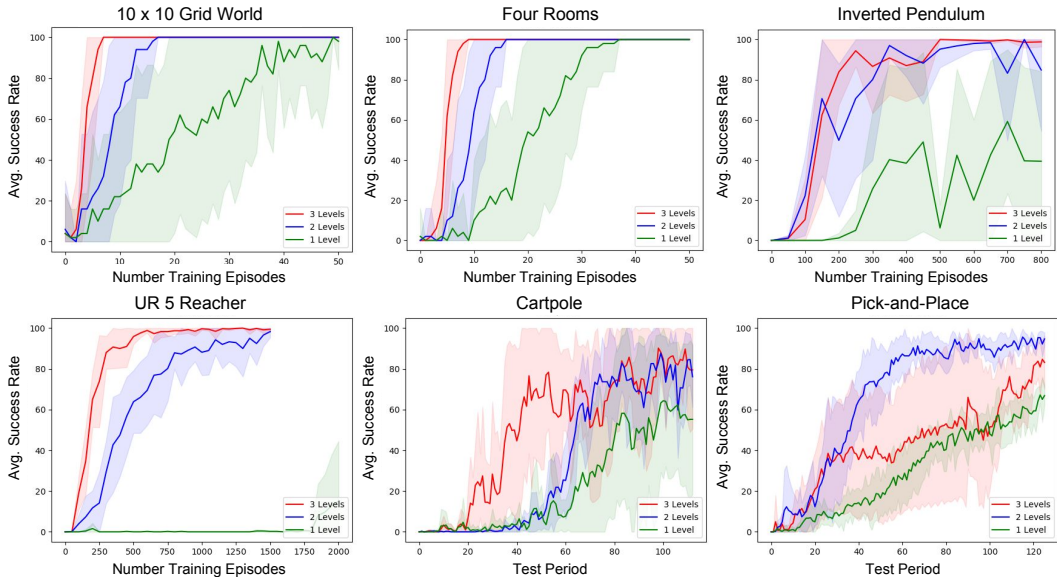 10 x 10 Grid World
Avg. Success Rate
100
80
60
40
20
0
3 Levels
2 Levels
1 Level
0 10 20 30 40 50
Number Training Episodes
Four Rooms
Avg. Success Rate
100
80
60
40
20
0
3 Levels
2 Levels
1 Level
0 10 20 30 40 50
Number Training Episodes
Inverted Pendulum
Avg. Success Rate
100
80
60
40
20
0
3 Levels
2 Levels
1 Level
0 100 200 300 400 500 600 700 800
Number Training Episodes
UR 5 Reacher
Avg. Success Rate
100
80
60
40
20
0
3 Levels
2 Levels
1 Level
0 250 500 750 1000 1250 1500 1750 2000
Number Training Episodes
Cartpole
Avg. Success Rate
100
80
60
40
20
0
3 Levels
2 Levels
1 Level
0 20 40 60 80 100
Test Period
Pick-and-Place
Avg. Success Rate
100
80
60
40
20
0
3 Levels
2 Levels
1 Level
0 20 40 60 80 100 120
Test Period